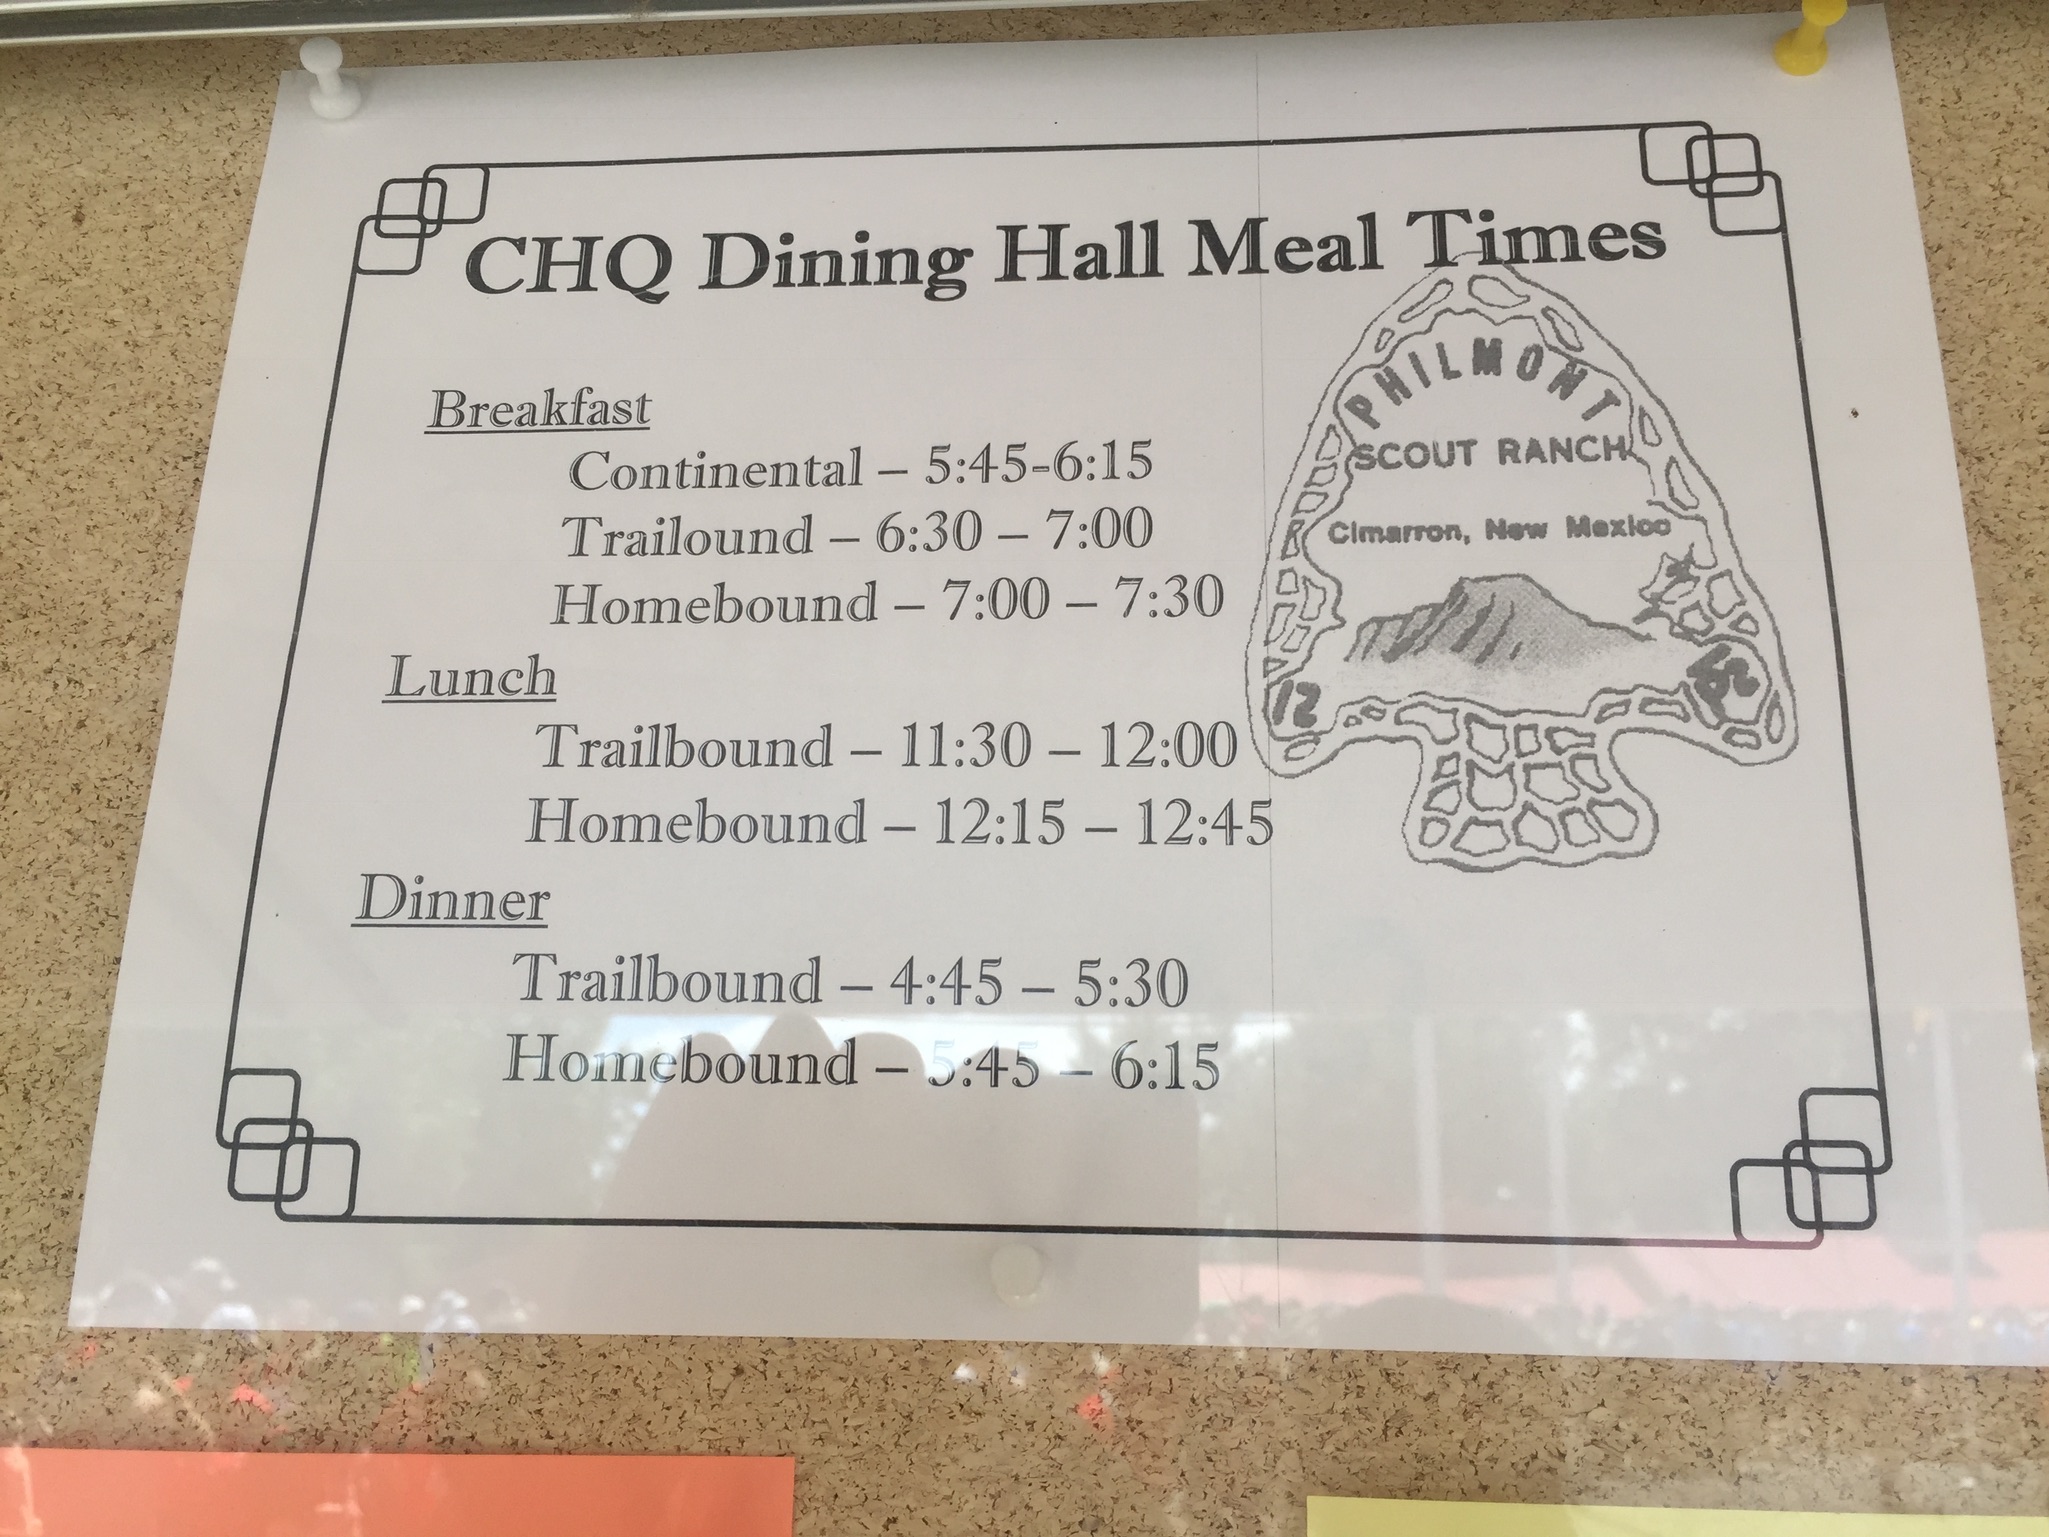 CHQ Dining Hall Meal Times
Breakfast
Continental – 5:45-6:15
Trailound – 6:30 – 7:00
Homebound – 7:00 – 7:30
Lunch
Trailbound – 11:30 – 12:00
Homebound – 12:15 – 12:45
Dinner
Trailbound – 4:45 – 5:30
Homebound – 5:45 – 6:15
PHILMONT
SCOUT RANCH
Cimarron, New Mexico
12